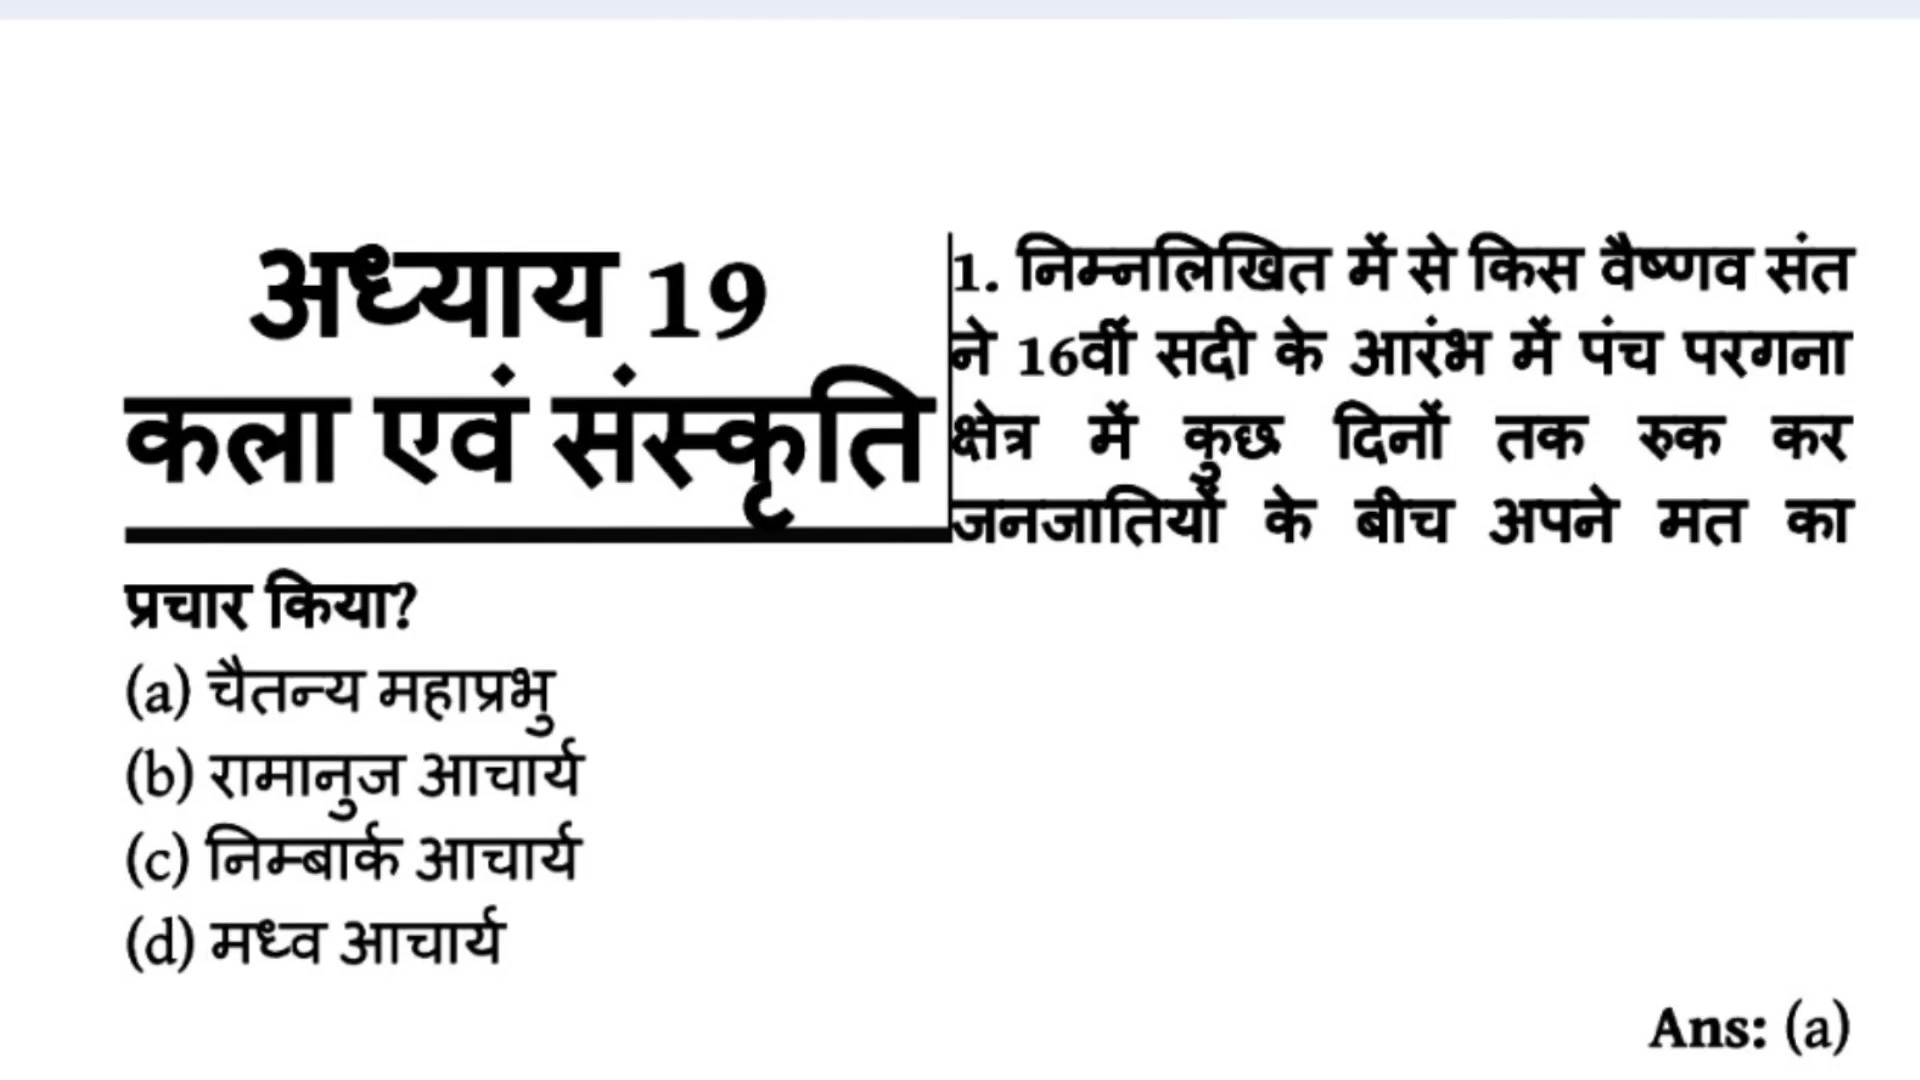 अध्याय 19
कला एवं संस्कृति
1. निम्नलिखित में से किस वैष्णव संत
ने 16वीं सदी के आरंभ में पंच परगना
क्षेत्र में कुछ दिनों तक रुक कर
जनजातियों के बीच अपने मत का
प्रचार किया?
(a) चैतन्य महाप्रभु
(b) रामानुज आचार्य
(c) निम्बार्क आचार्य
(d) मध्व आचार्य
Ans: (a)